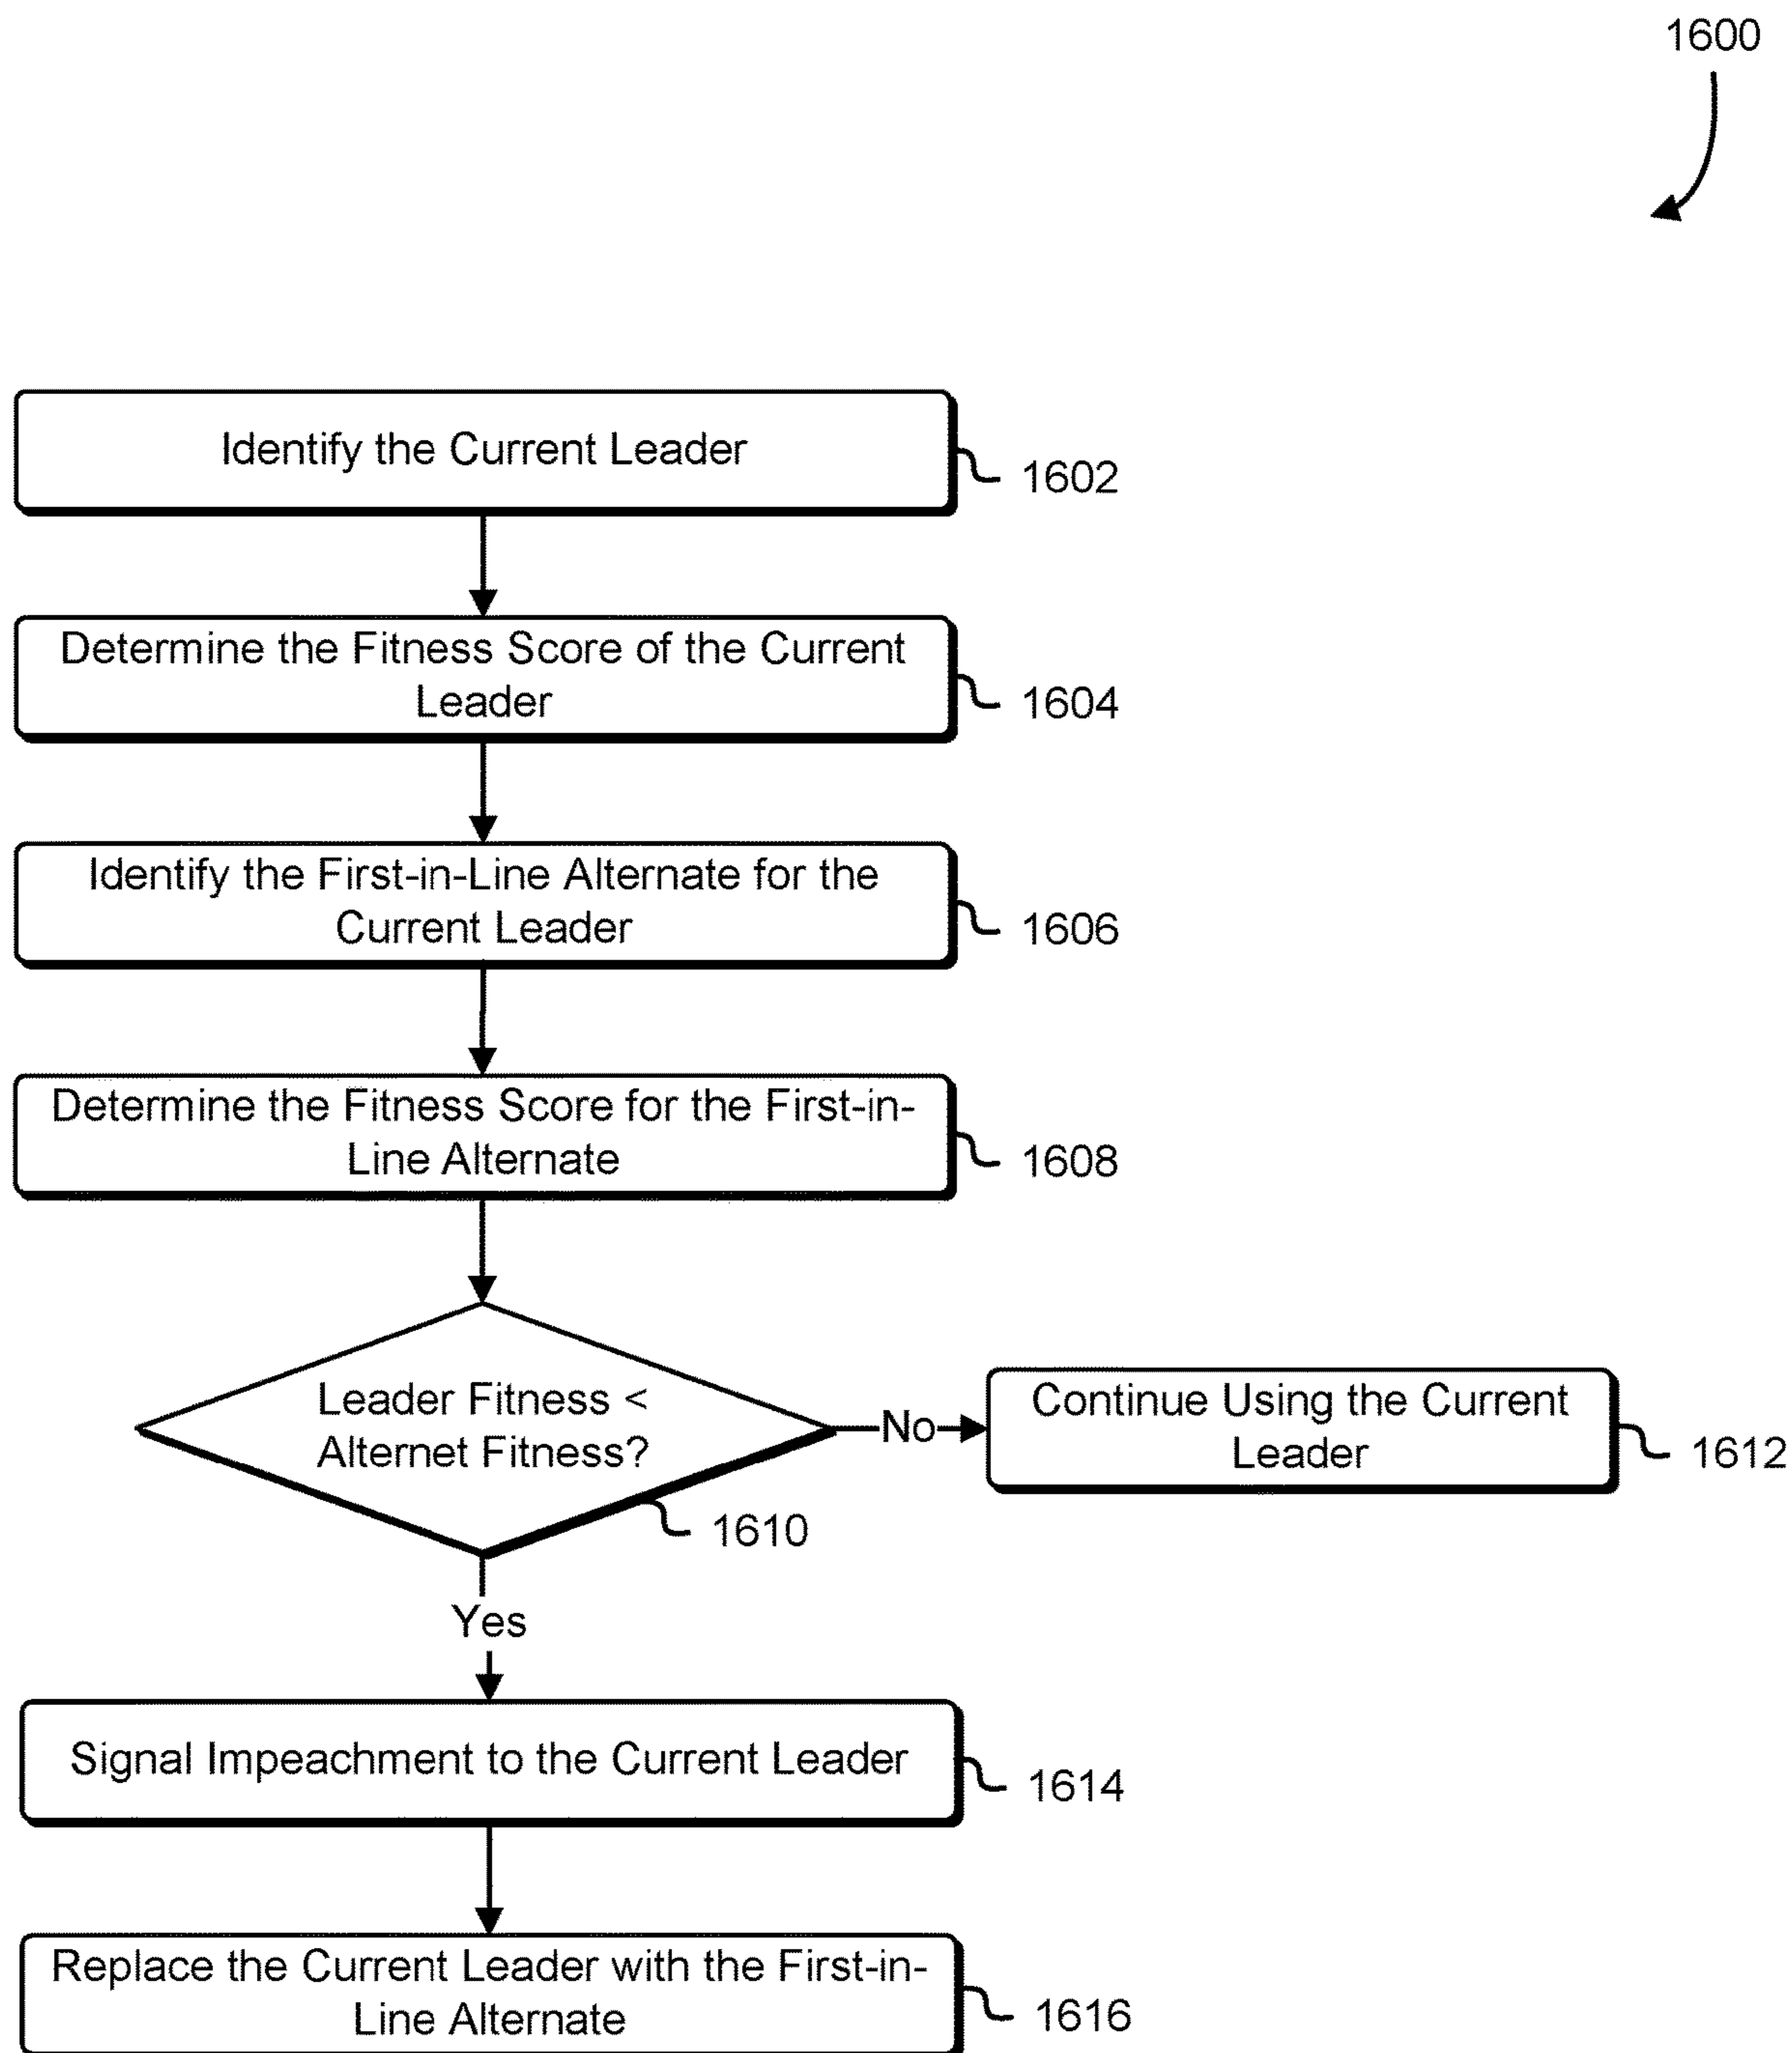 1600
Identify the Current Leader
1602
Determine the Fitness Score of the Current
Leader
1604
Identify the First-in-Line Alternate for the
Current Leader
1606
Determine the Fitness Score for the First-in-
Line Alternate
1608
Leader Fitness <
Alternet Fitness?
1610
No
Continue Using the Current
Leader
1612
Yes
Signal Impeachment to the Current Leader
1614
Replace the Current Leader with the First-in-
Line Alternate
1616